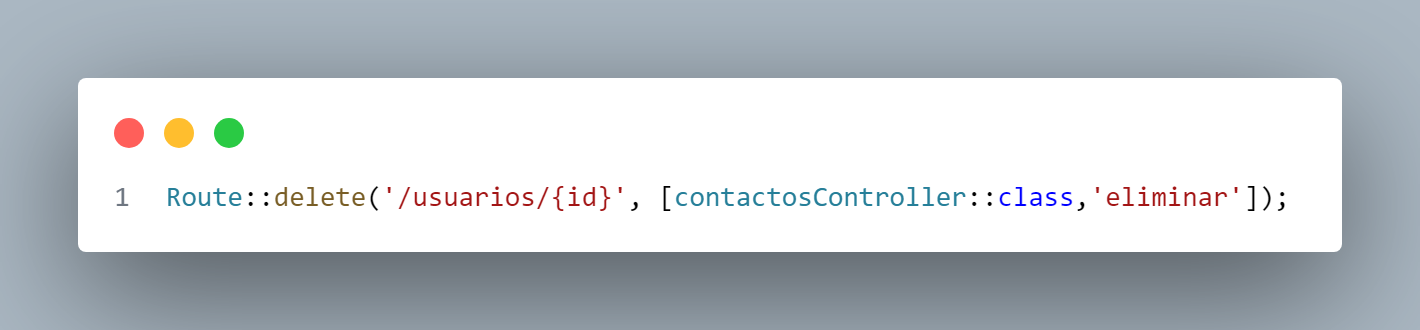 1 Route::delete('/usuarios/{id}', [contactosController::class,'eliminar']);